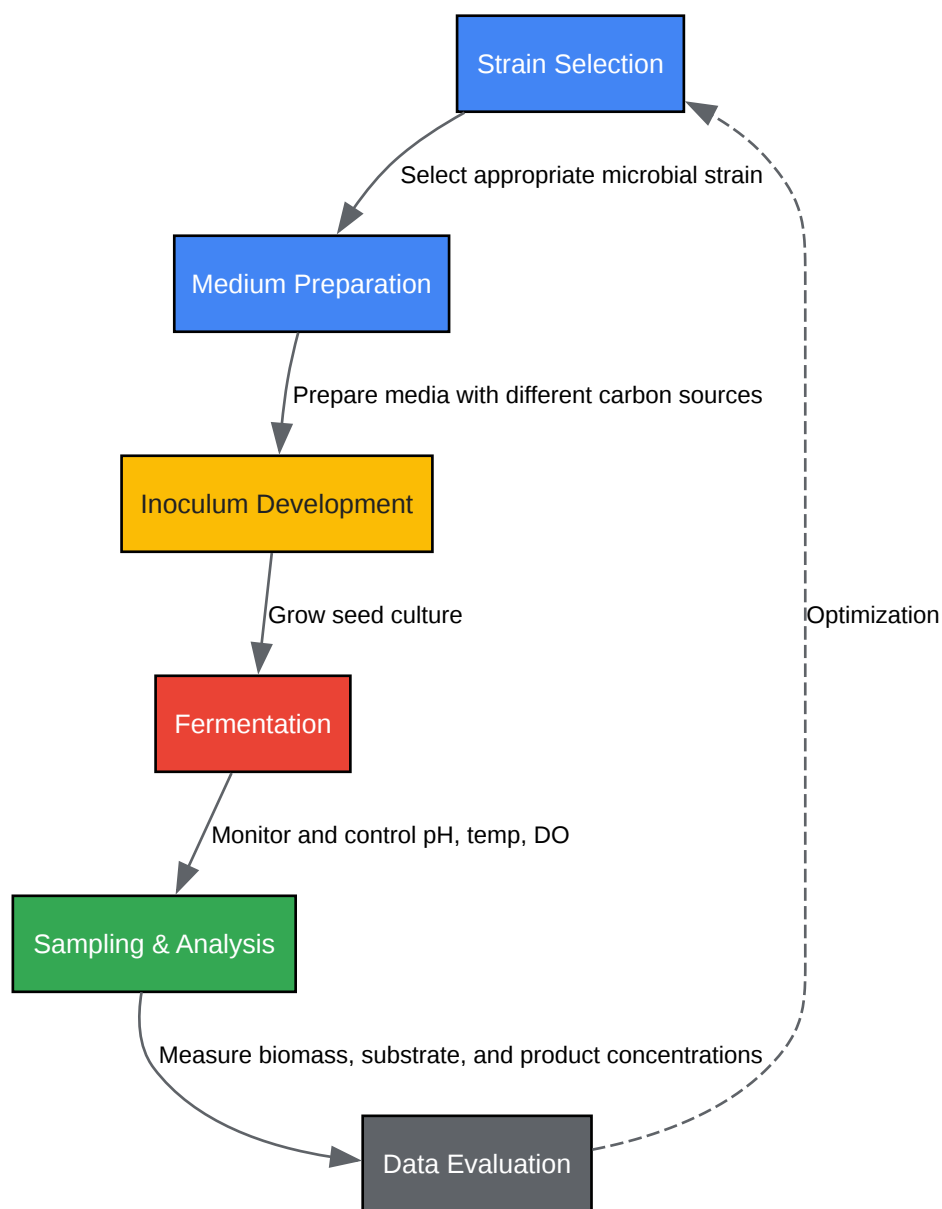 Strain Selection
Select appropriate microbial strain
Medium Preparation
Prepare media with different carbon sources
Inoculum Development
Grow seed culture
Optimization
Fermentation
Monitor and control pH, temp, DO
Sampling & Analysis
Measure biomass, substrate, and product concentrations
Data Evaluation